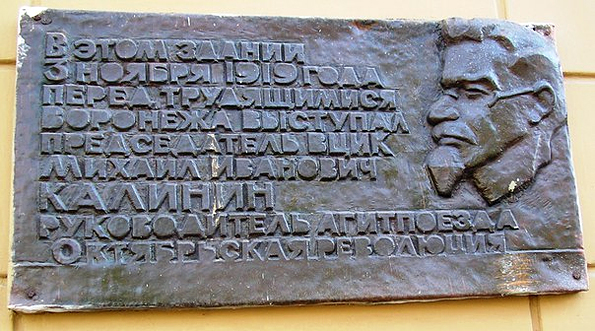 В ЭТОМ ЗДАНИИ
3 НОЯБРЯ 1919 ГОДА
ПЕРЕД ТРУДЯЩИМИСЯ
ВОРОНЕЖА ВЫСТУПАЛ
ПРЕДСЕДАТЕЛЬ ВЦИК
МИХАИЛ ИВАНОВИЧ
КАЛИНИН
РУКОВОДИТЕЛЬ АГИТПОЕЗДА
ОКТЯБРЬСКАЯ РЕВОЛЮЦИЯ